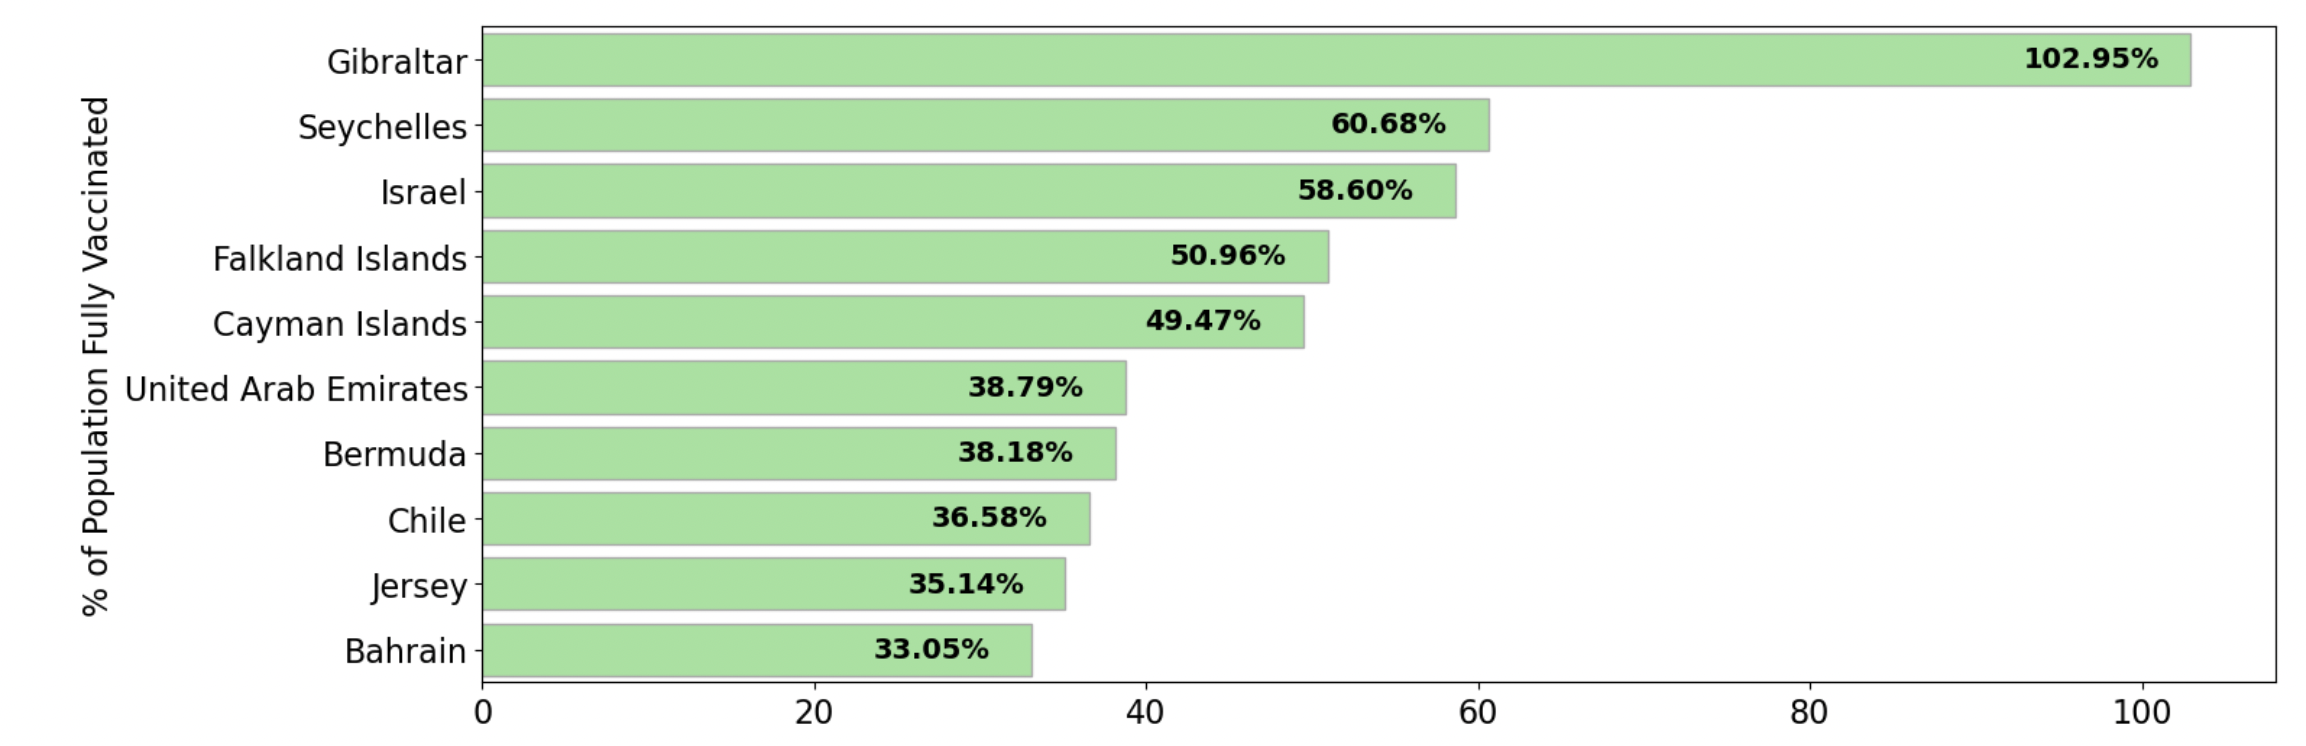 % of Population Fully Vaccinated
Gibraltar 102.95%
Seychelles 60.68%
Israel 58.60%
Falkland Islands 50.96%
Cayman Islands 49.47%
United Arab Emirates 38.79%
Bermuda 38.18%
Chile 36.58%
Jersey 35.14%
Bahrain 33.05%
0 20 40 60 80 100